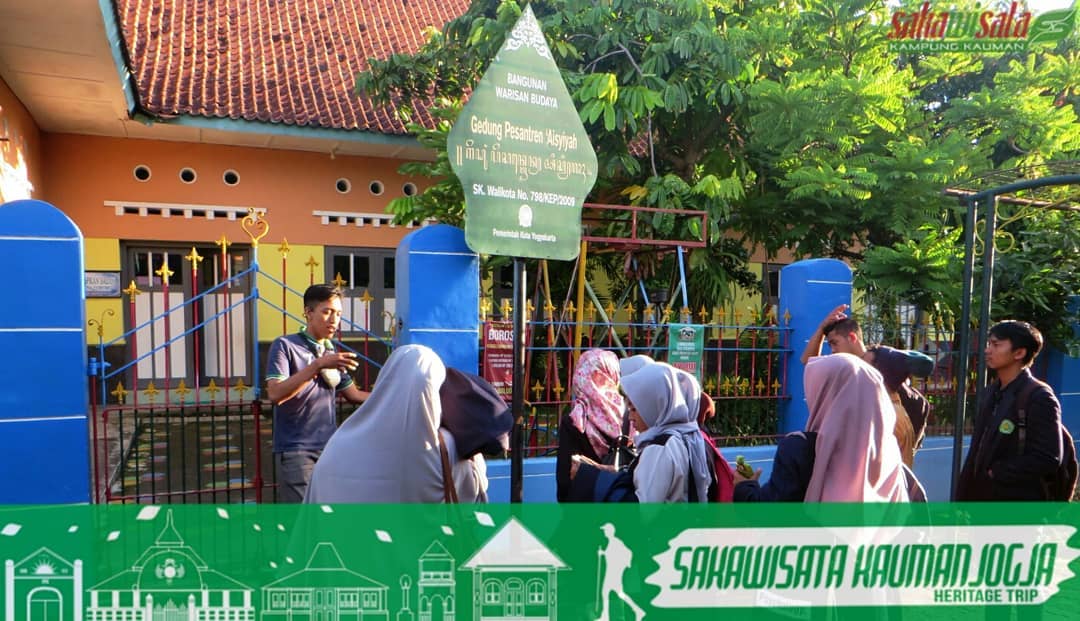 sakawisata
KAMPUNG KAUMAN
BANGUNAN
WARISAN BUDAYA
Gedung Pesantren 'Aisyiyah
SK. Walikota No. 798/KEP/2009
Pemerintah Kota Yogyakarta
SAKAWISATA KAUMAN JOGJA
HERITAGE TRIP